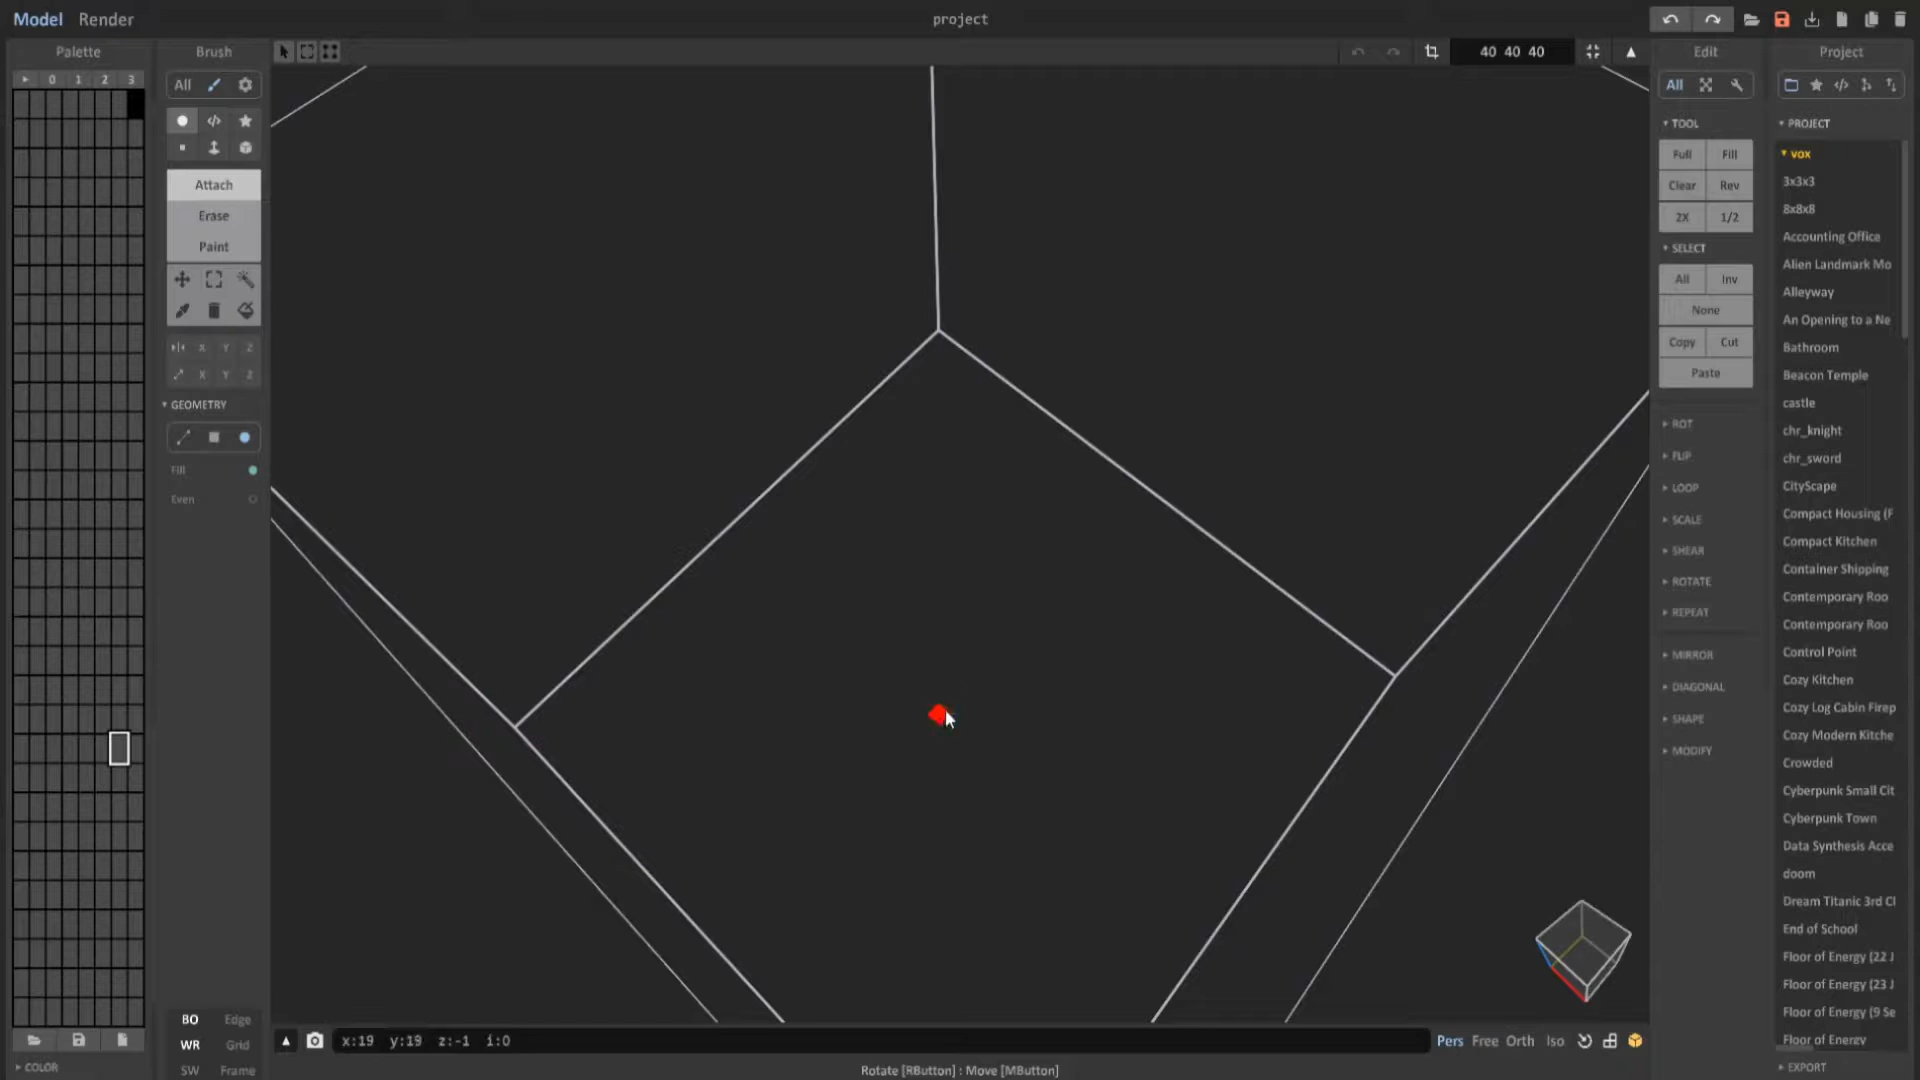 Model Render
project
Palette
0 1 2 3
COLOR
Brush
All
Attach
Erase
Paint
X Y Z
X Y Z
GEOMETRY
Fill
Even
BO Edge
WR Grid
SW Frame
40 40 40
x:19 y:19 z:-1 i:0
Pers Free Orth Iso
Rotate [RButton] : Move [MButton]
Edit
All
TOOL
Full Fill
Clear Rev
2X 1/2
SELECT
All Inv
None
Copy Cut
Paste
ROT
FLIP
LOOP
SCALE
SHEAR
ROTATE
REPEAT
MIRROR
DIAGONAL
SHAPE
MODIFY
Project
PROJECT
vox
3x3x3
8x8x8
Accounting Office
Alien Landmark Mo
Alleyway
An Opening to a Ne
Bathroom
Beacon Temple
castle
chr_knight
chr_sword
CityScape
Compact Housing (F
Compact Kitchen
Container Shipping
Contemporary Roo
Contemporary Roo
Control Point
Cozy Kitchen
Cozy Log Cabin Firep
Cozy Modern Kitche
Crowded
Cyberpunk Small Cit
Cyberpunk Town
Data Synthesis Acce
doom
Dream Titanic 3rd Cl
End of School
Floor of Energy (22 J
Floor of Energy (23 J
Floor of Energy (9 Se
Floor of Energy
EXPORT